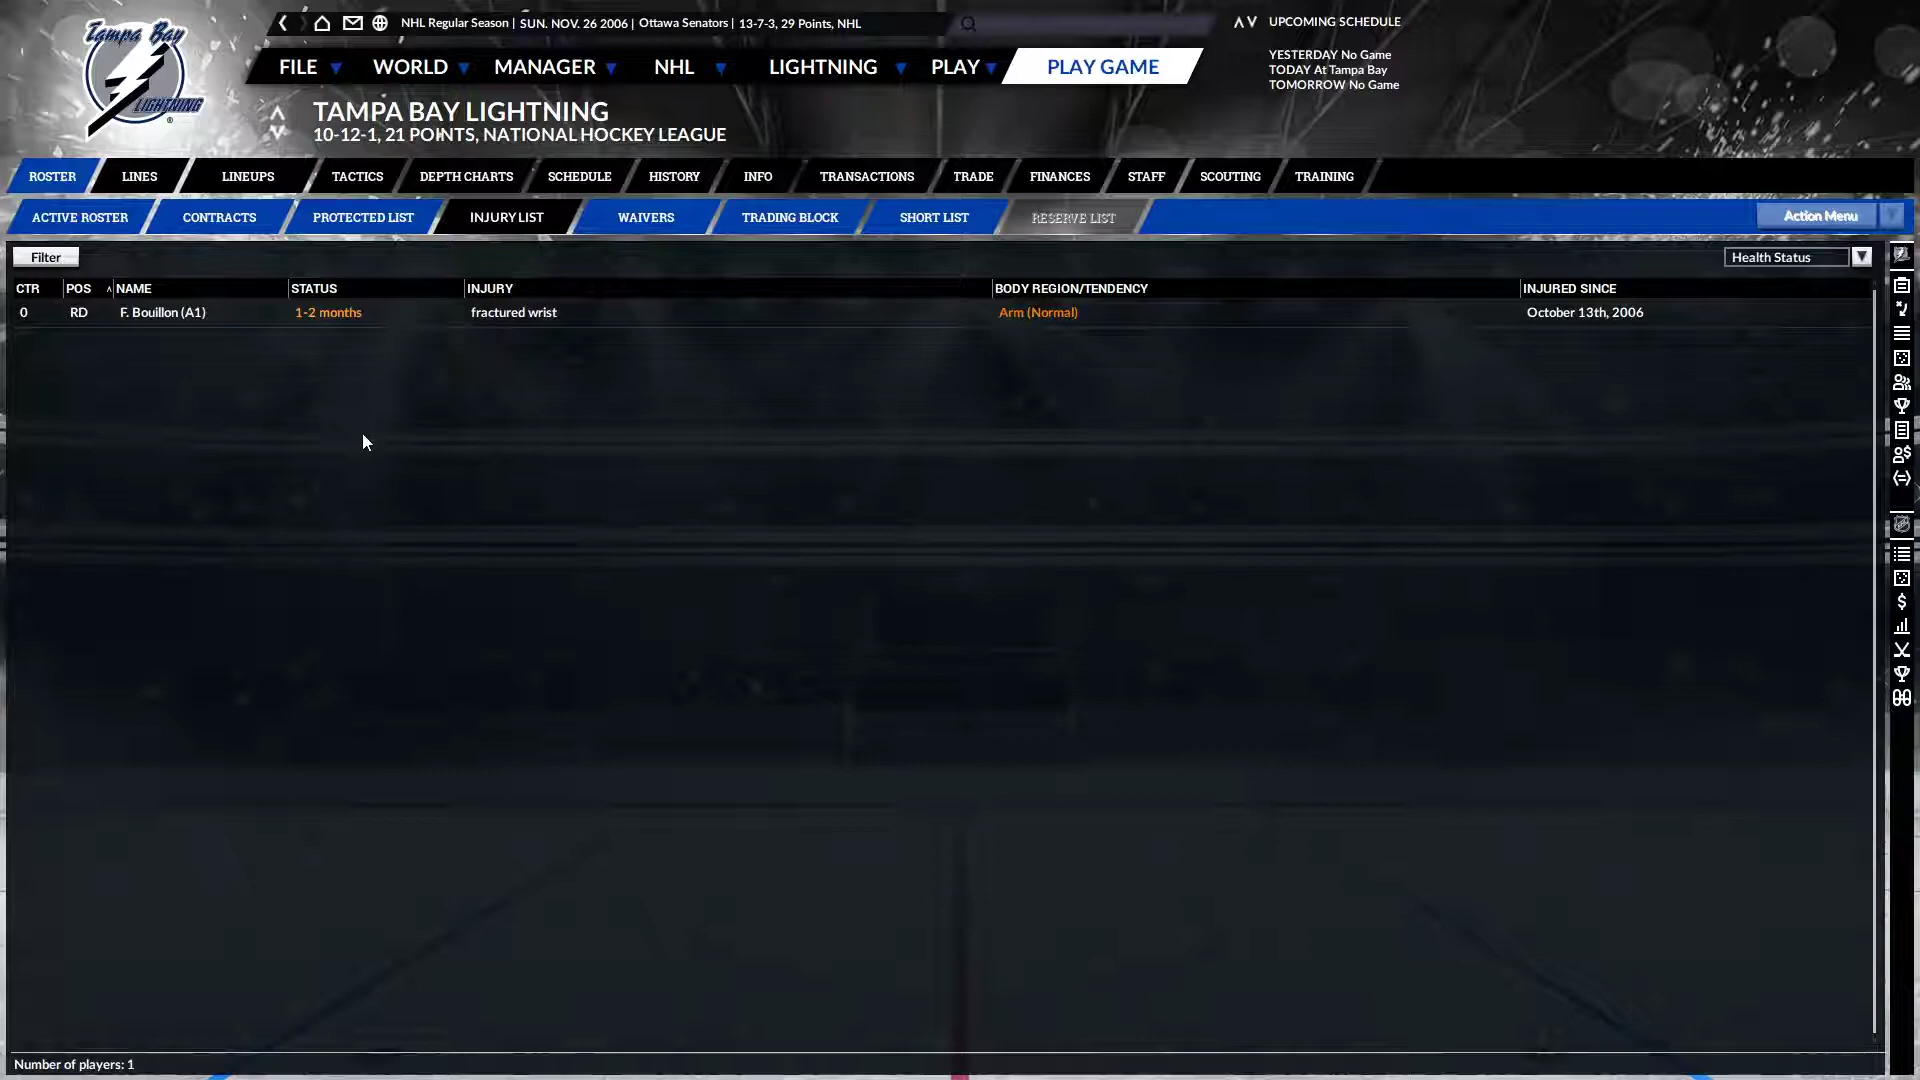 Tampa Bay
LIGHTNING
NHL Regular Season | SUN. NOV. 26 2006 | Ottawa Senators | 13-7-3, 29 Points, NHL
UPCOMING SCHEDULE
YESTERDAY No Game
TODAY At Tampa Bay
TOMORROW No Game
FILE WORLD MANAGER NHL LIGHTNING PLAY PLAY GAME
TAMPA BAY LIGHTNING
10-12-1, 21 POINTS, NATIONAL HOCKEY LEAGUE
ROSTER LINES LINEUPS TACTICS DEPTH CHARTS SCHEDULE HISTORY INFO TRANSACTIONS TRADE FINANCES STAFF SCOUTING TRAINING
ACTIVE ROSTER CONTRACTS PROTECTED LIST INJURY LIST WAIVERS TRADING BLOCK SHORT LIST RESERVE LIST Action Menu
Filter Health Status
CTR POS NAME STATUS INJURY BODY REGION/TENDENCY INJURED SINCE
0 RD F. Bouillon (A1) 1-2 months fractured wrist Arm (Normal) October 13th, 2006
Number of players: 1